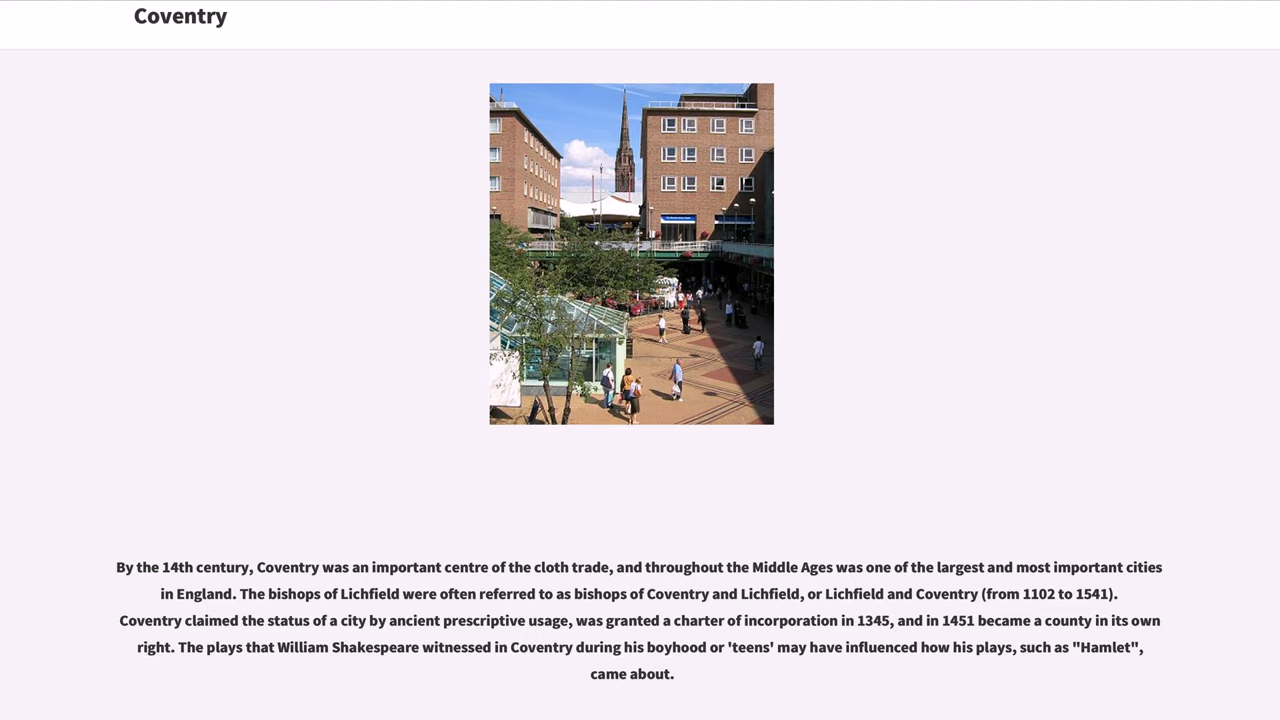 Coventry
By the 14th century, Coventry was an important centre of the cloth trade, and throughout the Middle Ages was one of the largest and most important cities
in England. The bishops of Lichfield were often referred to as bishops of Coventry and Lichfield, or Lichfield and Coventry (from 1102 to 1541).
Coventry claimed the status of a city by ancient prescriptive usage, was granted a charter of incorporation in 1345, and in 1451 became a county in its own
right. The plays that William Shakespeare witnessed in Coventry during his boyhood or 'teens' may have influenced how his plays, such as "Hamlet",
came about.